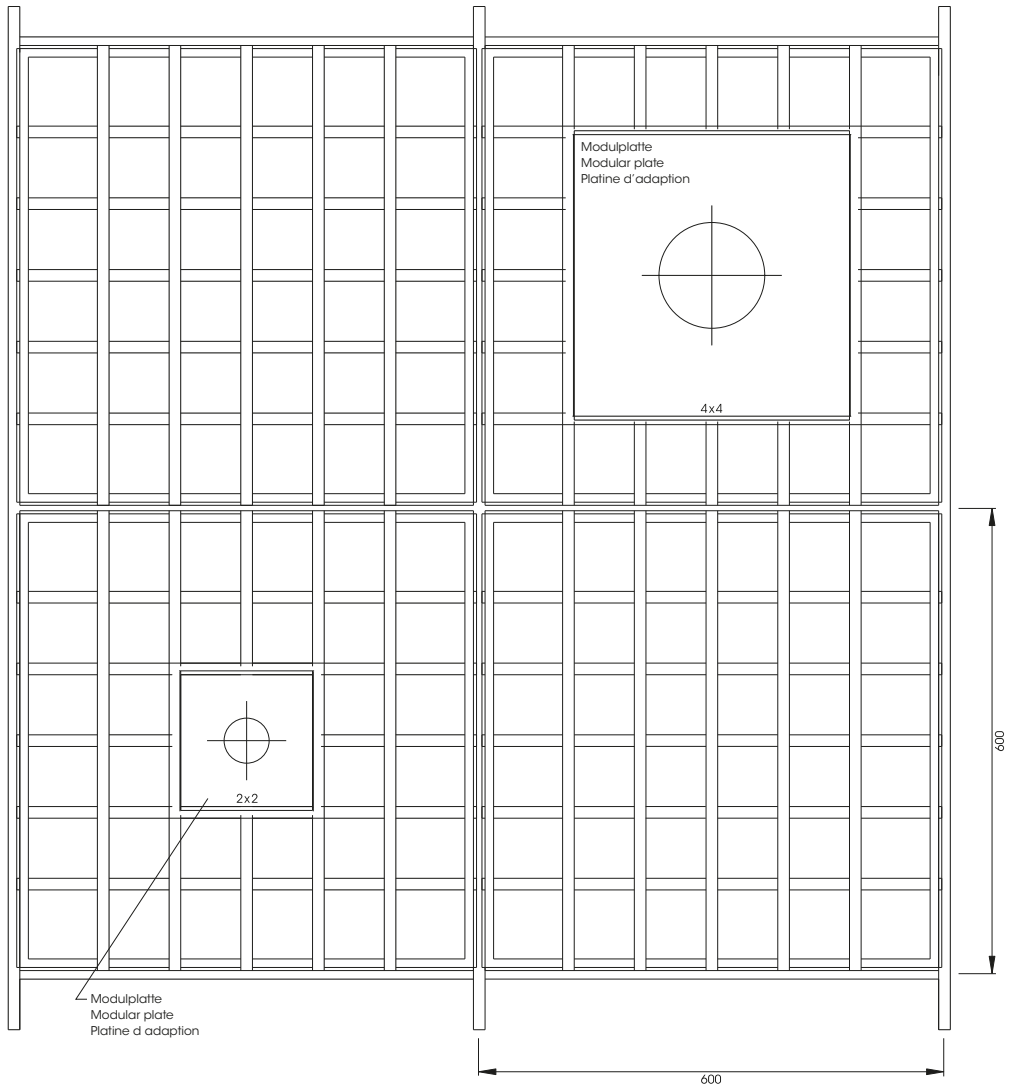 Modulplatte
Modular plate
Platine d'adaption
4x4
600
2x2
Modulplatte
Modular plate
Platine d adaption
600